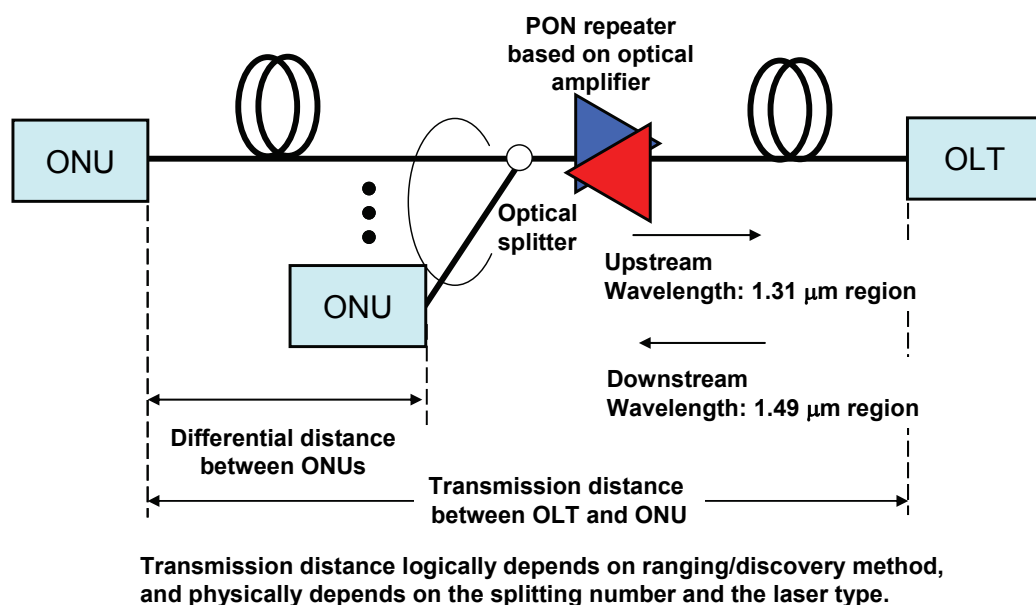 PON repeater
based on optical
amplifier
ONU
OLT
Optical
splitter
ONU
Upstream
Wavelength: 1.31 μm region
Downstream
Wavelength: 1.49 μm region
Differential distance
between ONUs
Transmission distance
between OLT and ONU
Transmission distance logically depends on ranging/discovery method,
and physically depends on the splitting number and the laser type.